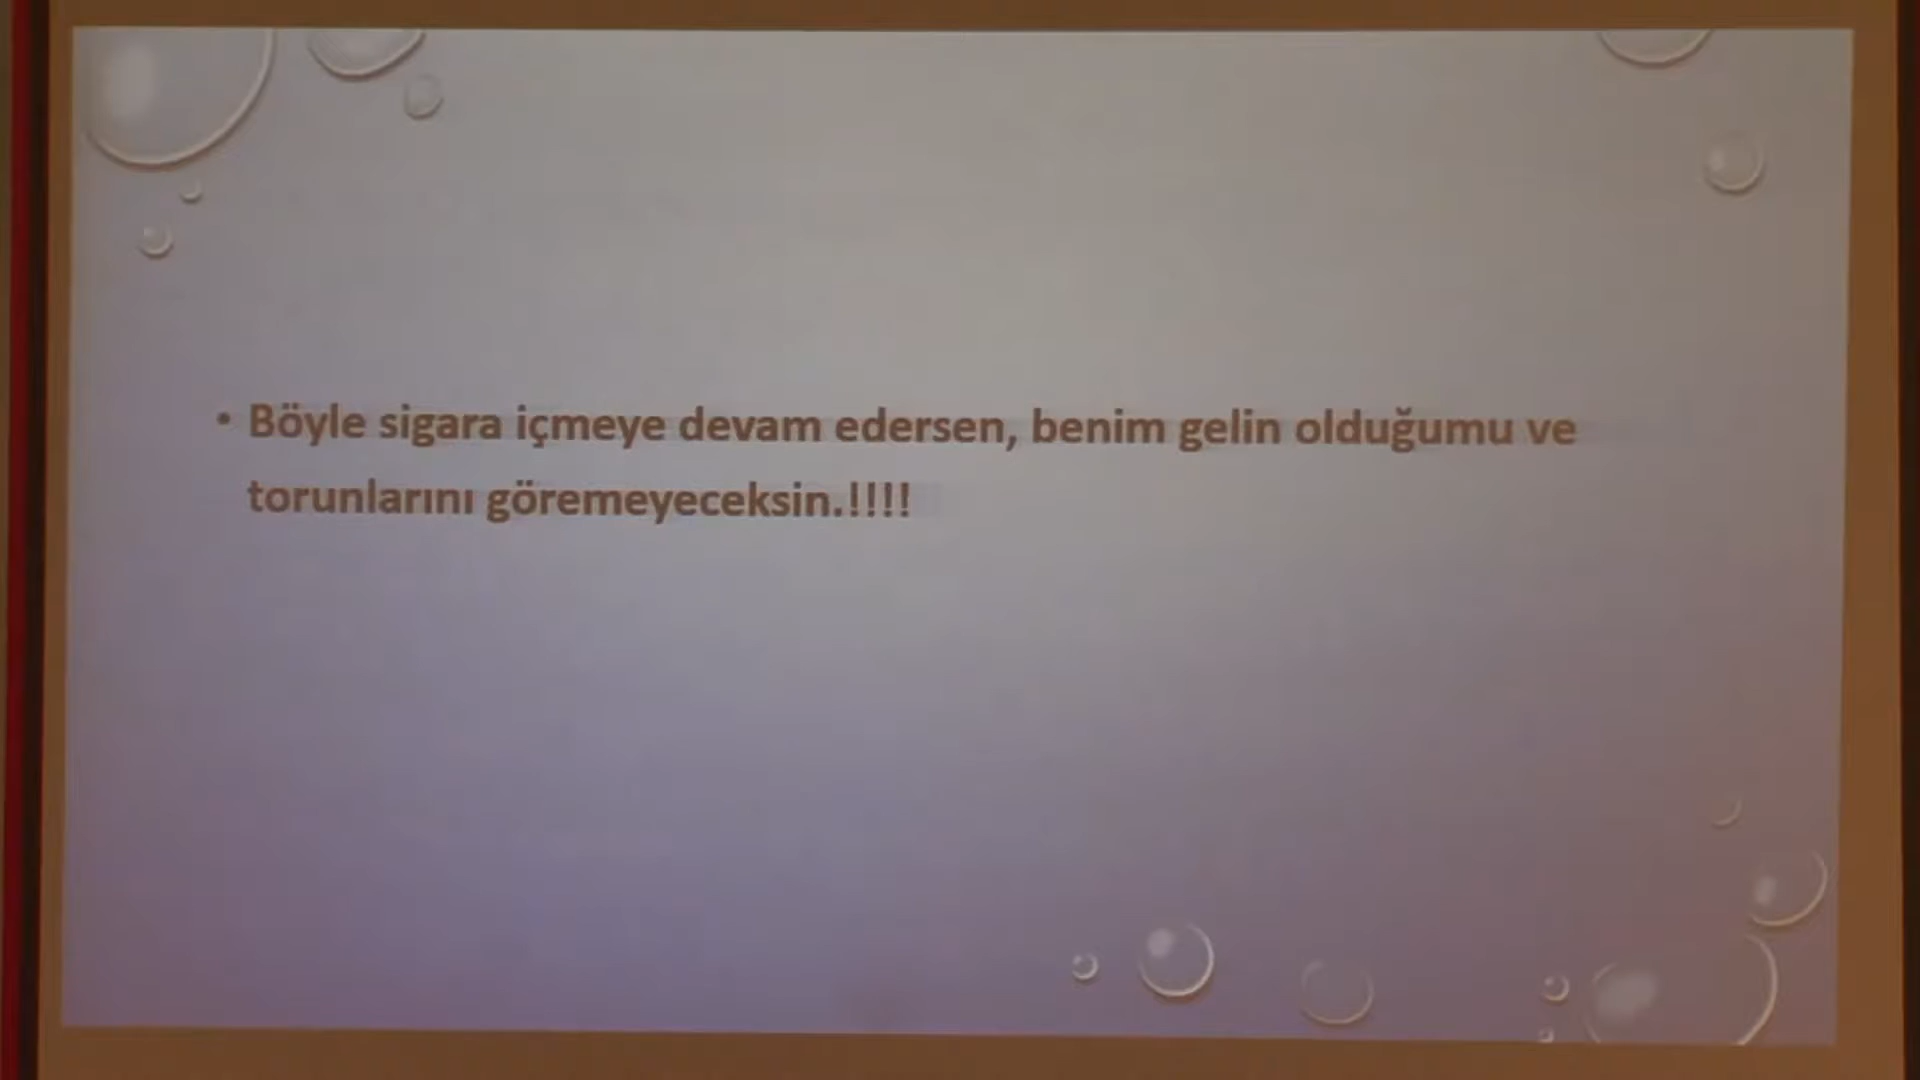 • Böyle sigara içmeye devam edersen, benim gelin olduğumu ve
torunlarını göremeyeceksin.!!!!